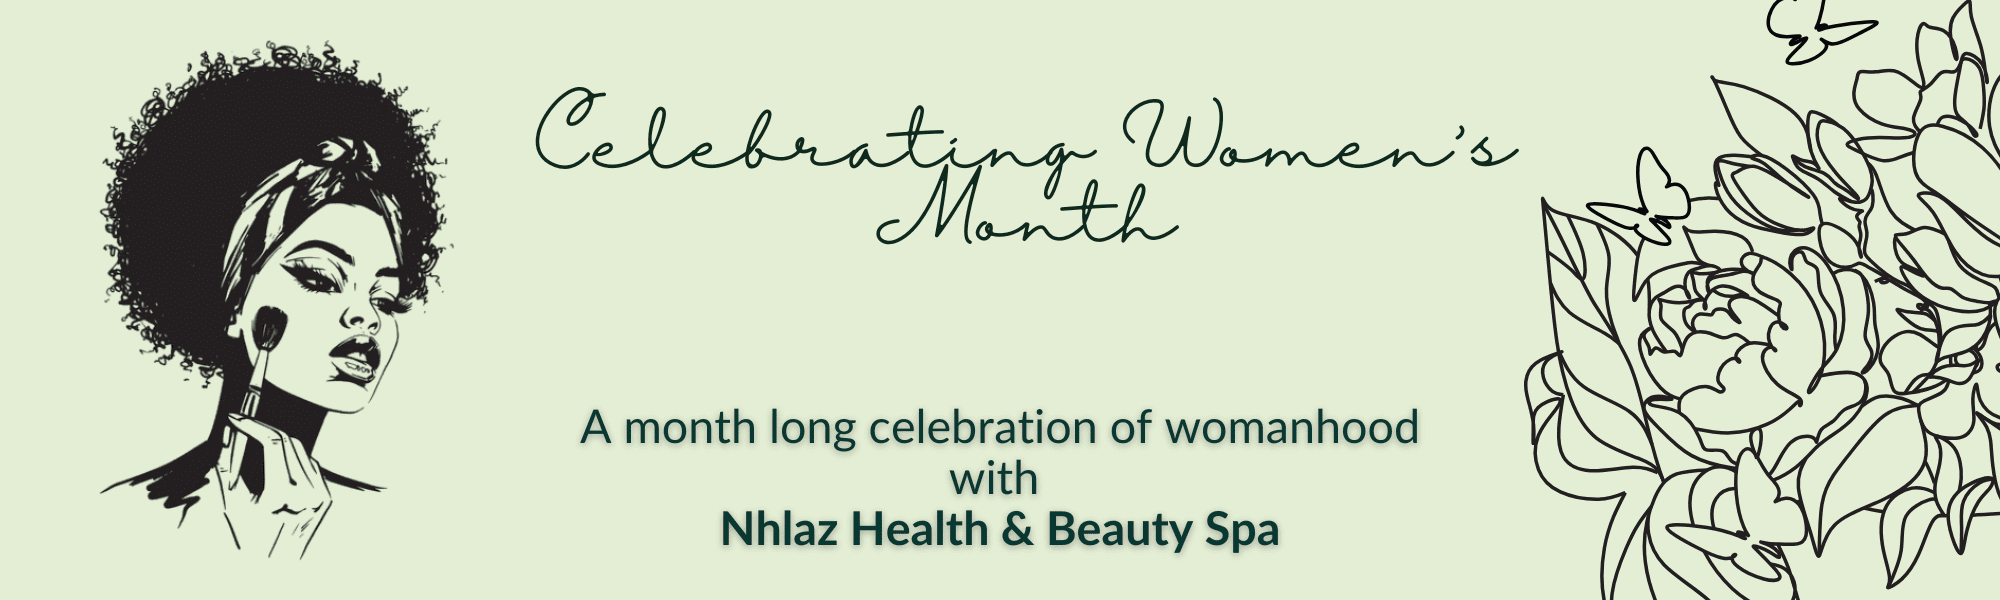 Celebrating Women's
Month
A month long celebration of womanhood
with
Nhlaz Health & Beauty Spa